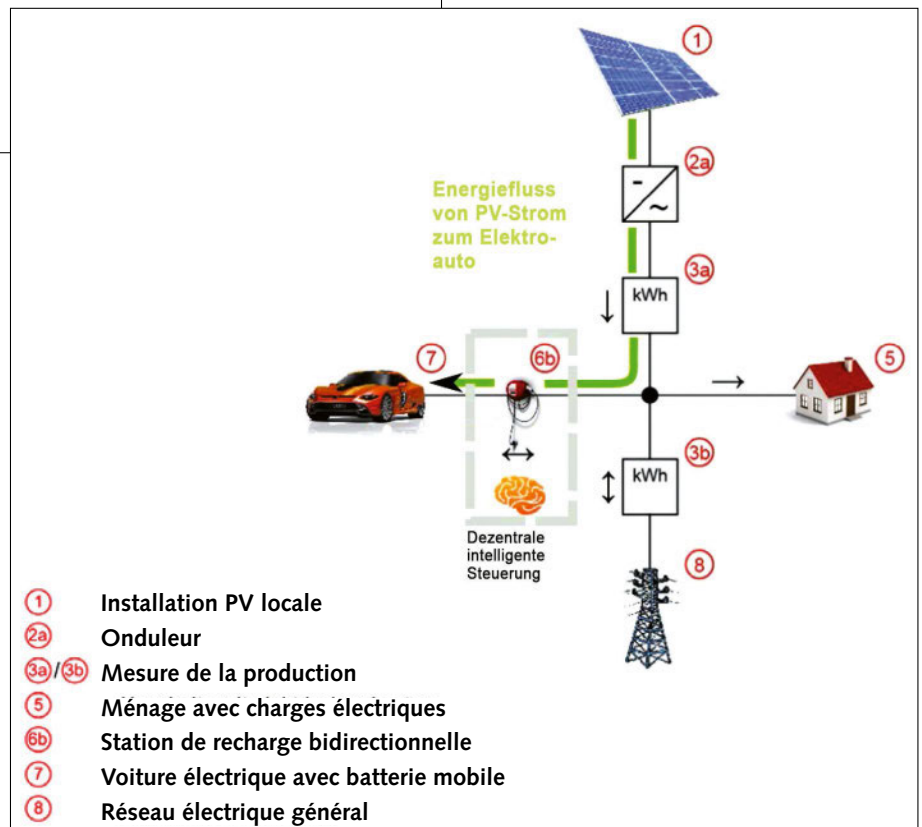 1
2a
Energiefluss
von PV-Strom
zum Elektro-
auto
3a
kWh
7
6b
5
3b
kWh
Dezentrale
intelligente
Steuerung
8
1 Installation PV locale
2a Onduleur
3a/3b Mesure de la production
5 Ménage avec charges électriques
6b Station de recharge bidirectionnelle
7 Voiture électrique avec batterie mobile
8 Réseau électrique général